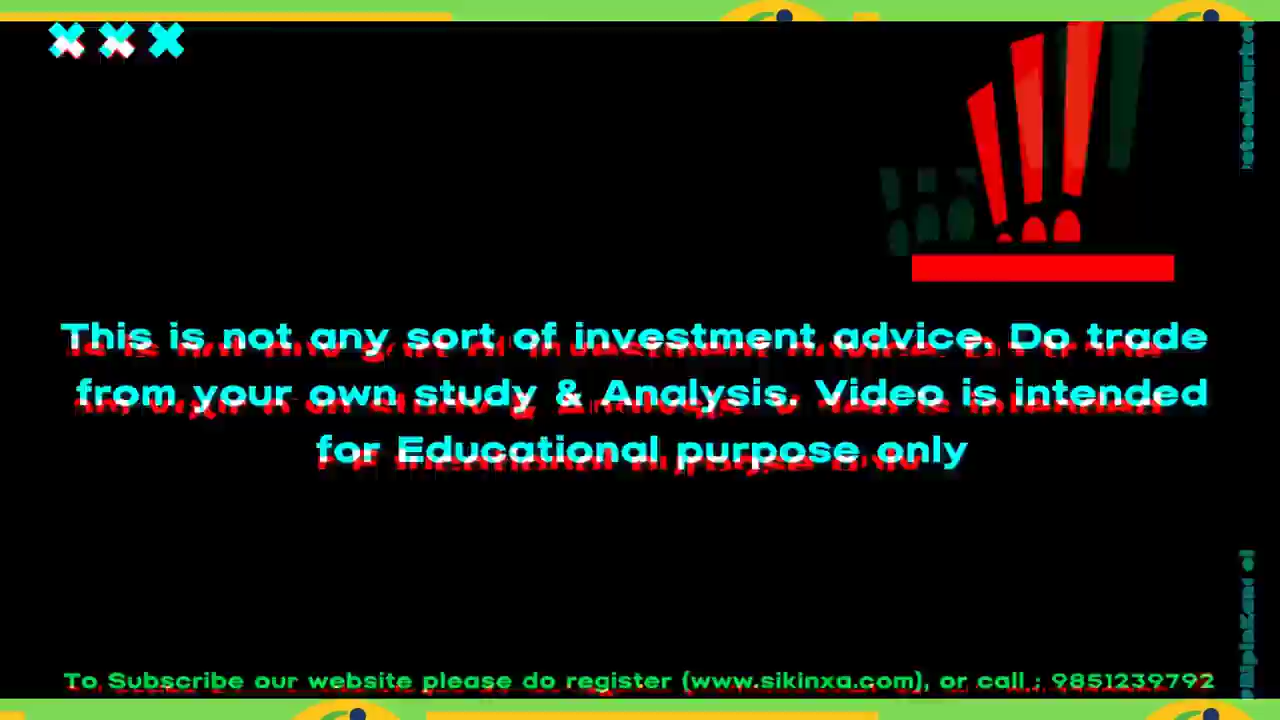 This is not any sort of investment advice. Do trade
from your own study & Analysis. Video is intended
for Educational purpose only
To Subscribe our website please do register (www.sikinxa.com), or call : 9851239792